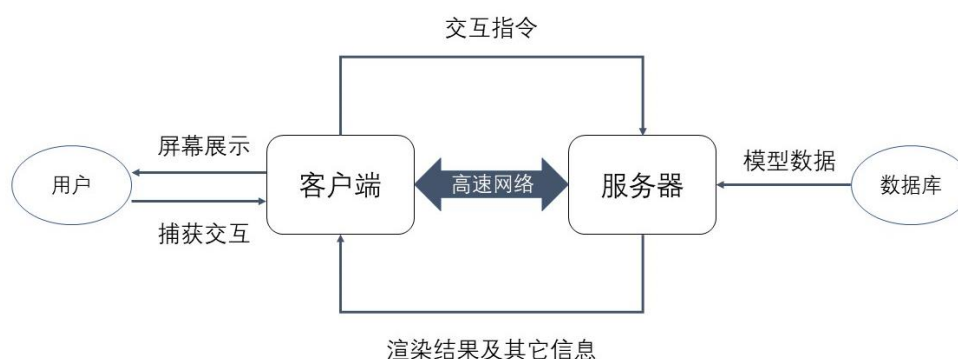 交互指令
屏幕展示
用户
捕获交互
客户端
高速网络
服务器
模型数据
数据库
渲染结果及其它信息